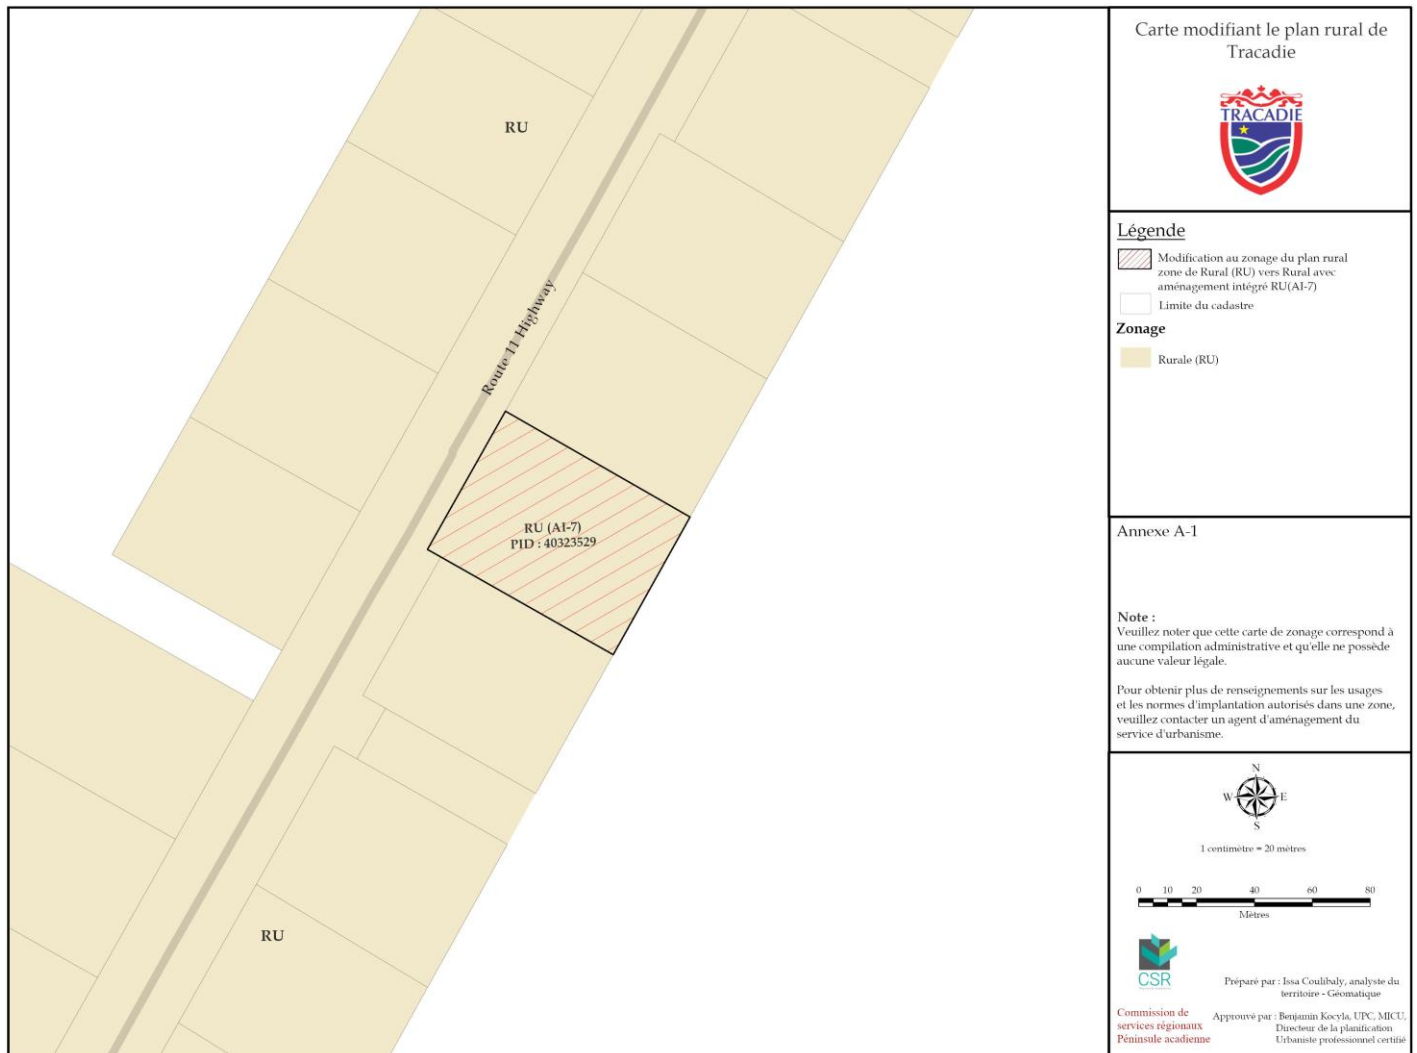 RU
Route 11 Highway
RU (AI-7)
PID : 40323529
RU
Carte modifiant le plan rural de
Tracadie
TRACADIE
Légende
Modification au zonage du plan rural
zone de Rural (RU) vers Rural avec
aménagement intégré RU(AI-7)
Limite du cadastre
Zonage
Rurale (RU)
Annexe A-1
Note :
Veuillez noter que cette carte de zonage correspond à
une compilation administrative et qu'elle ne possède
aucune valeur légale.
Pour obtenir plus de renseignements sur les usages
et les normes d'implantation autorisés dans une zone,
veuillez contacter un agent d'aménagement du
service d'urbanisme.
N
W E
S
1 centimètre = 20 mètres
0 10 20 40 60 80
Mètres
CSR
Commission de
services régionaux
Péninsule acadienne
Préparé par : Issa Coulibaly, analyste du
territoire - Géomatique
Approuvé par : Benjamin Kocyla, UPC, MICU,
Directeur de la planification
Urbaniste professionnel certifié